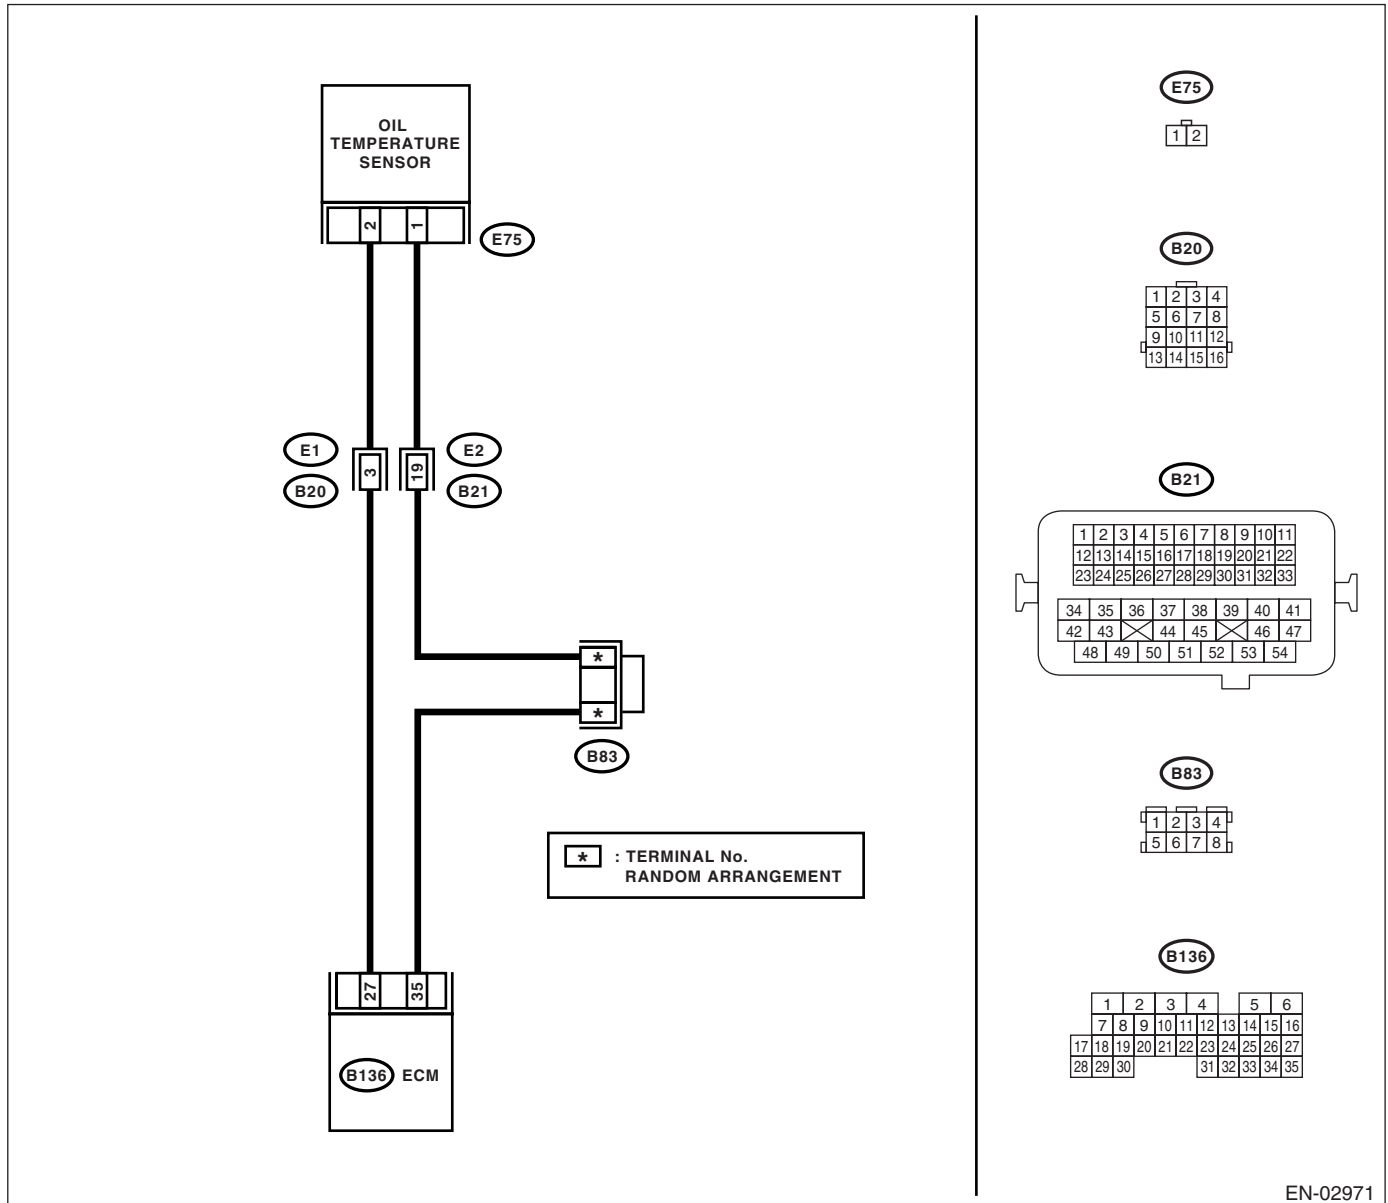 OIL
TEMPERATURE
SENSOR
2 1
E75
E1 3 19 E2
B20 B21
*
*
B83
* : TERMINAL No.
RANDOM ARRANGEMENT
27 35
B136 ECM
E75
1 2
B20
1 2 3 4
5 6 7 8
9 10 11 12
13 14 15 16
B21
1 2 3 4 5 6 7 8 9 10 11
12 13 14 15 16 17 18 19 20 21 22
23 24 25 26 27 28 29 30 31 32 33
34 35 36 37 38 39 40 41
42 43 44 45 46 47
48 49 50 51 52 53 54
B83
1 2 3 4
5 6 7 8
B136
1 2 3 4 5 6
7 8 9 10 11 12 13 14 15 16
17 18 19 20 21 22 23 24 25 26 27
28 29 30 31 32 33 34 35
EN-02971